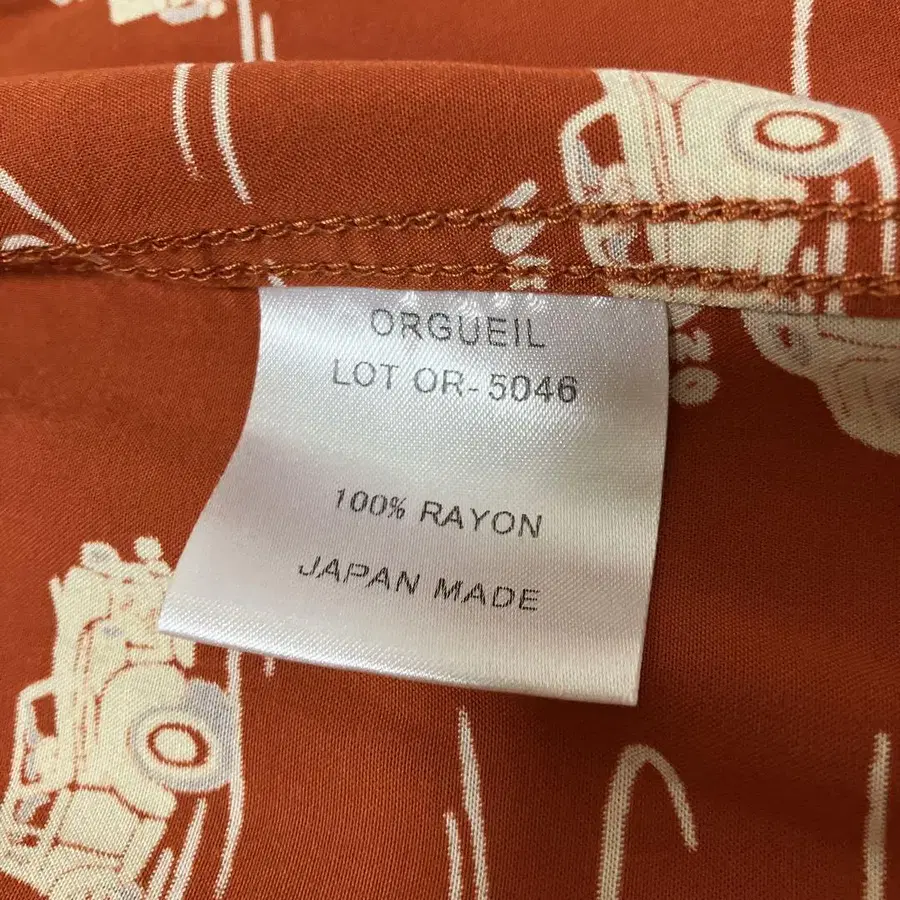 ORGUEIL
LOT OR-5046
100% RAYON
JAPAN MADE